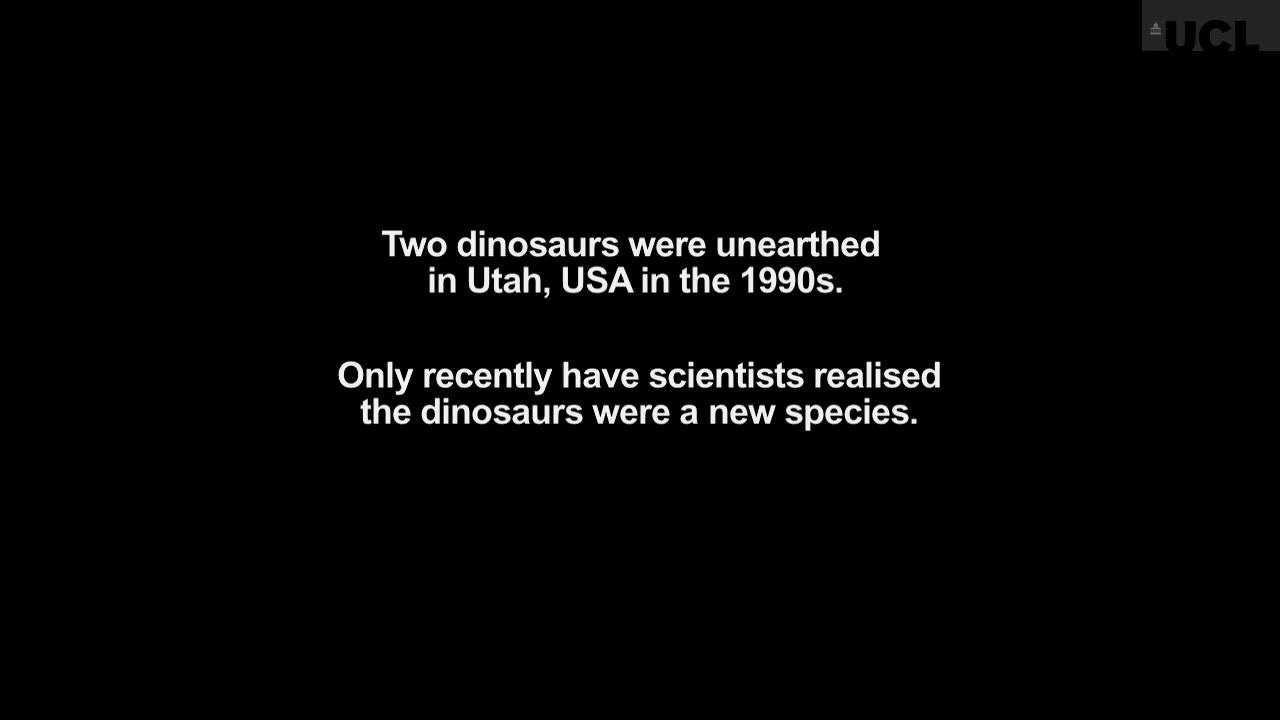 UCL
Two dinosaurs were unearthed
in Utah, USA in the 1990s.
Only recently have scientists realised
the dinosaurs were a new species.